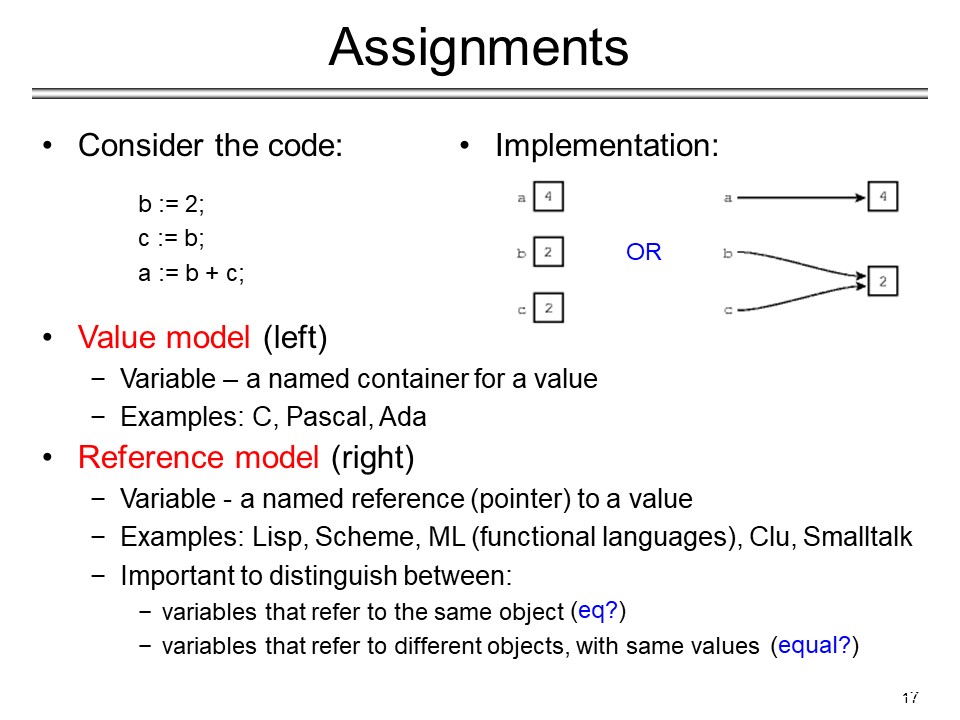 Assignments
• Consider the code:
b := 2;
c := b;
a := b + c;
• Implementation:
a 4
b 2
c 2
OR
a 4
b
2
c
• Value model (left)
− Variable – a named container for a value
− Examples: C, Pascal, Ada
• Reference model (right)
− Variable - a named reference (pointer) to a value
− Examples: Lisp, Scheme, ML (functional languages), Clu, Smalltalk
− Important to distinguish between:
− variables that refer to the same object (eq?)
− variables that refer to different objects, with same values (equal?)
17